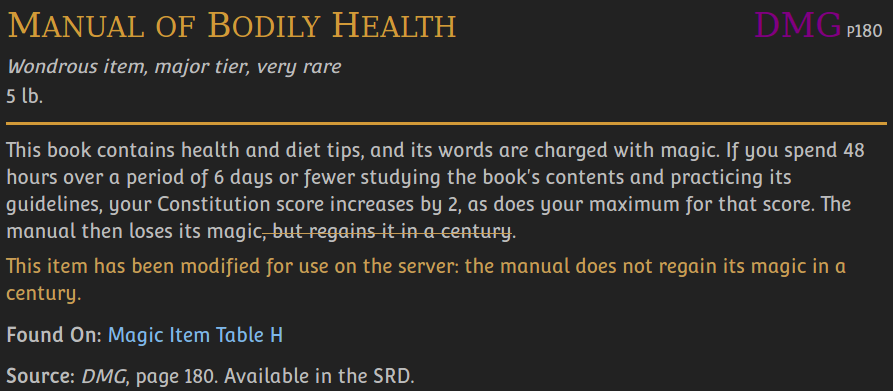 Manual of Bodily Health DMG P180
Wondrous item, major tier, very rare
5 lb.
This book contains health and diet tips, and its words are charged with magic. If you spend 48
hours over a period of 6 days or fewer studying the book's contents and practicing its
guidelines, your Constitution score increases by 2, as does your maximum for that score. The
manual then loses its magic, but regains it in a century.
This item has been modified for use on the server: the manual does not regain its magic in a
century.
Found On: Magic Item Table H
Source: DMG, page 180. Available in the SRD.